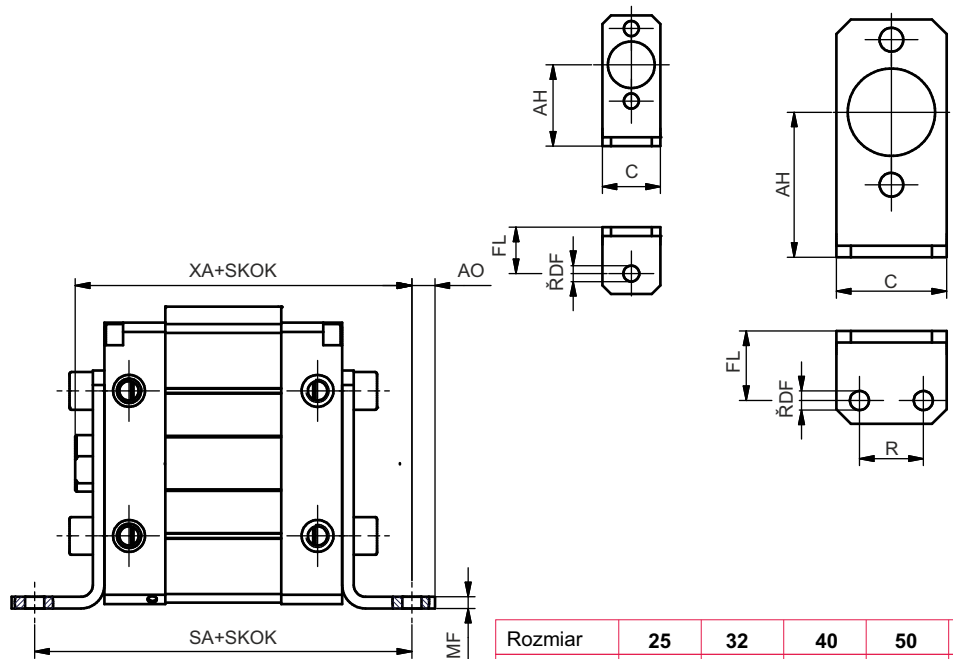 AH
C
FL
ŘDF
AH
C
FL
ŘDF
R
XA+SKOK
AO
SA+SKOK
MF
Rozmiar 25 32 40 50